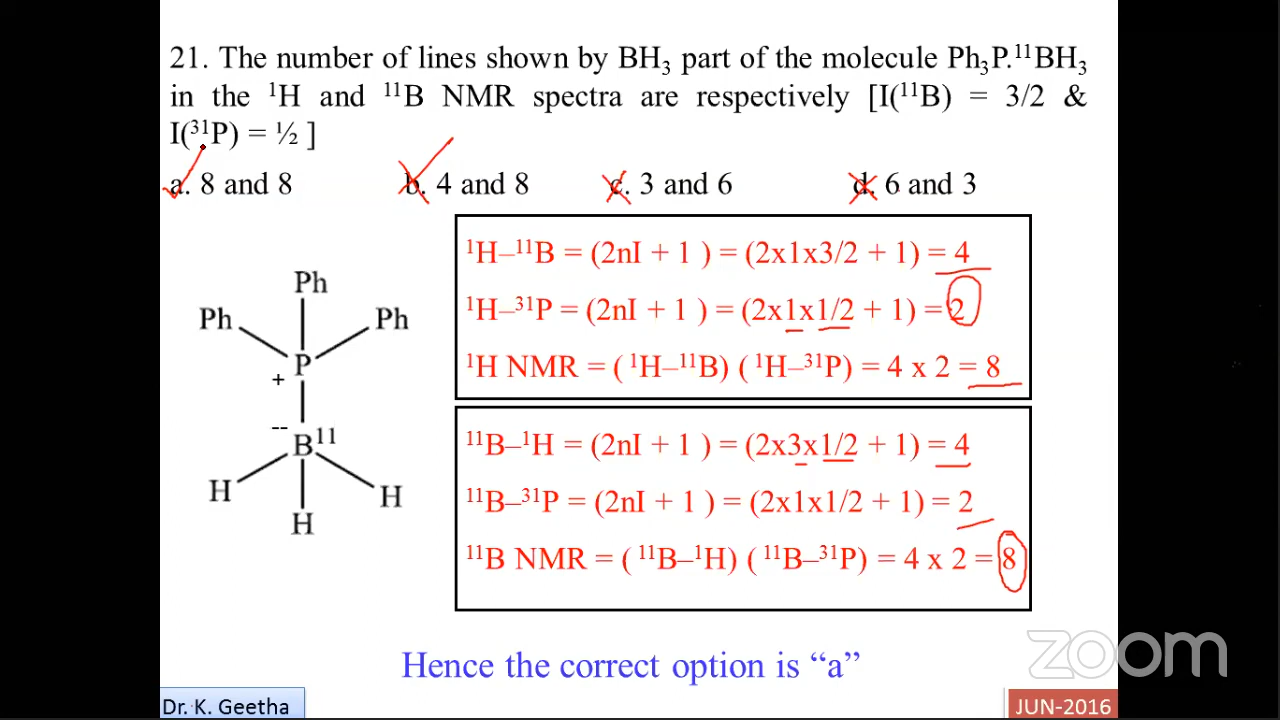 21. The number of lines shown by BH₃ part of the molecule Ph₃P.¹¹BH₃
in the ¹H and ¹¹B NMR spectra are respectively [I(¹¹B) = 3/2 &
I(³¹P) = ½ ]
a. 8 and 8 b. 4 and 8 c. 3 and 6 d. 6 and 3
¹H–¹¹B = (2nI + 1 ) = (2x1x3/2 + 1) = 4
¹H–³¹P = (2nI + 1 ) = (2x1x1/2 + 1) = 2
¹H NMR = ( ¹H–¹¹B) ( ¹H–³¹P) = 4 x 2 = 8
Ph
Ph Ph
P
+
--
B¹¹
H H
H
¹¹B–¹H = (2nI + 1 ) = (2x3x1/2 + 1) = 4
¹¹B–³¹P = (2nI + 1 ) = (2x1x1/2 + 1) = 2
¹¹B NMR = ( ¹¹B–¹H) ( ¹¹B–³¹P) = 4 x 2 = 8
Hence the correct option is “a”
zoom
Dr. K. Geetha
JUN-2016